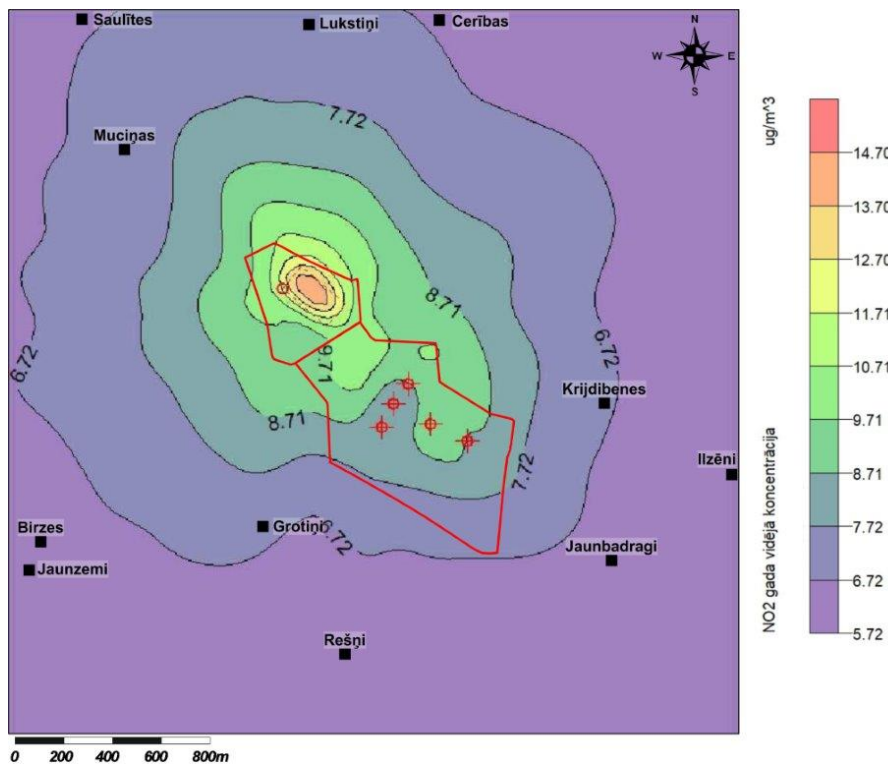 Saulītes
Lukstiņi
Cerības
N
W E
S
Muciņas
7.72
8.71
9.71
6.72
6.72
Krijdibenes
8.71
7.72
Ilzēni
Birzes
Grotiņi
6.72
Jaunzemi
Jaunbadragi
Rešņi
0 200 400 600 800m
ug/m^3
14.70
13.70
12.70
11.71
10.71
9.71
8.71
7.72
6.72
5.72
NO2 gada vidējā koncentrācija